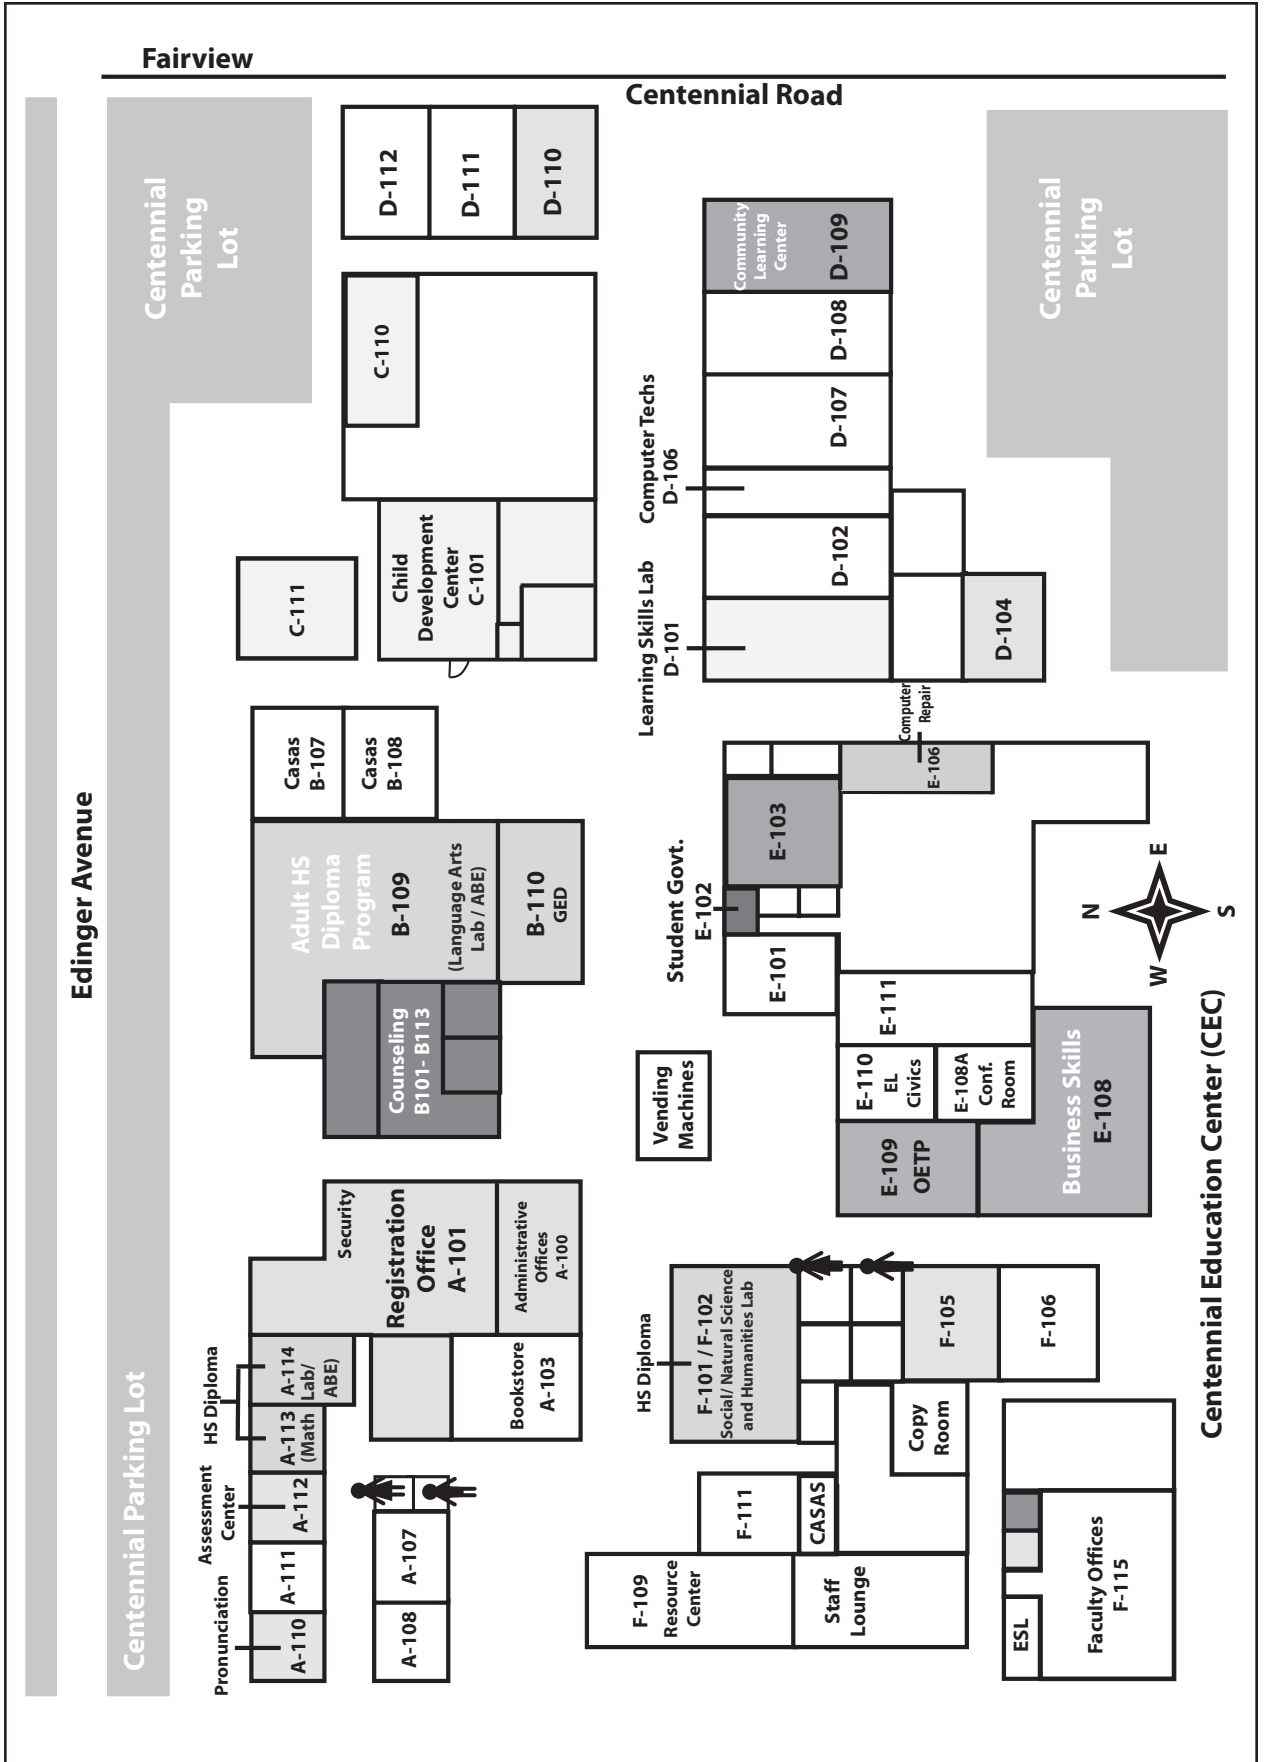 Fairview
Centennial Road
Edinger Avenue
Centennial Parking Lot
Centennial
Parking
Lot
Centennial
Parking
Lot
Pronunciation
A-110
A-111
Assessment
Center
A-112
HS Diploma
A-113
(Math
A-114
Lab/
ABE)
A-108
A-107
Security
Registration
Office
A-101
Administrative
Offices
A-100
Bookstore
A-103
Counseling
B101- B113
Adult HS
Diploma
Program
B-109
(Language Arts
Lab / ABE)
B-110
GED
Casas
B-107
Casas
B-108
C-111
Child
Development
Center
C-101
C-110
D-112
D-111
D-110
Learning Skills Lab
D-101
D-102
Computer Techs
D-106
D-107
D-108
Community
Learning
Center
D-109
D-104
Computer
Repair
E-106
Student Govt.
E-102
E-103
E-101
E-111
E-110
EL
Civics
E-108A
Conf.
Room
E-109
OETP
Business Skills
E-108
Vending
Machines
HS Diploma
F-101 / F-102
Social/ Natural Science
and Humanities Lab
F-105
F-106
Copy
Room
F-111
CASAS
F-109
Resource
Center
Staff
Lounge
ESL
Faculty Offices
F-115
N
E
S
W
Centennial Education Center (CEC)